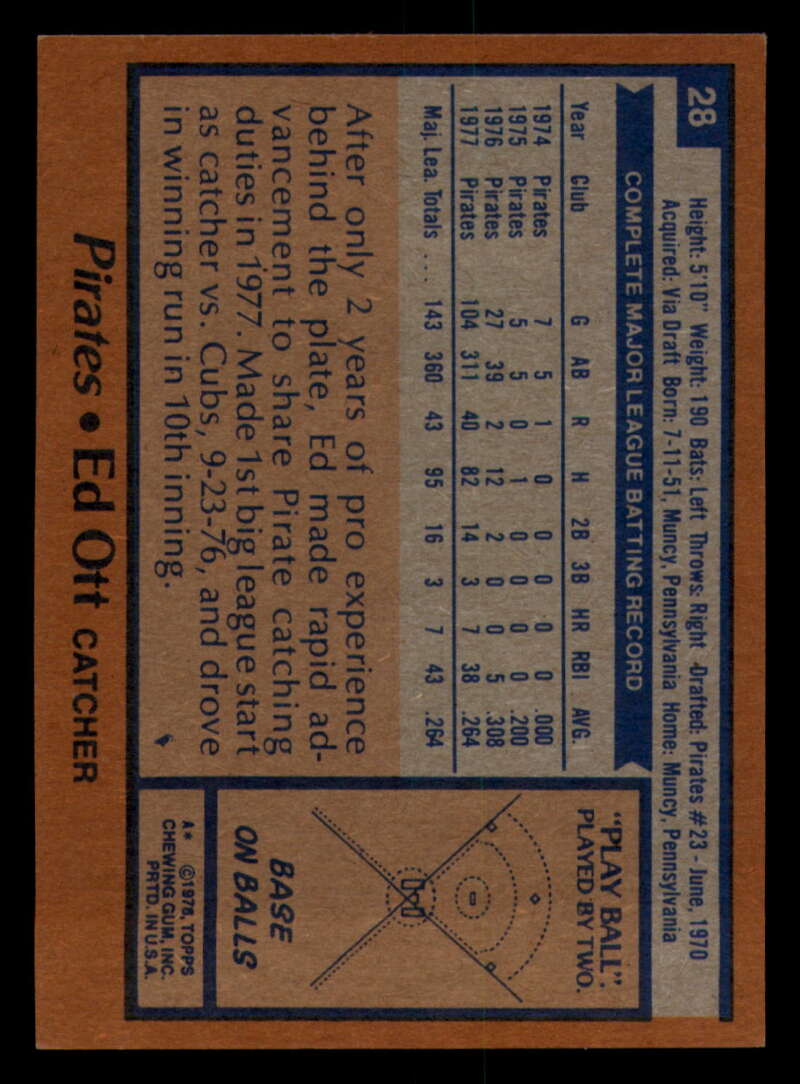 28
Height: 5'10" Weight: 190 Bats: Left Throws: Right Drafted: Pirates #23 - June, 1970
Acquired: Via Draft Born: 7-11-51, Muncy, Pennsylvania Home: Muncy, Pennsylvania
COMPLETE MAJOR LEAGUE BATTING RECORD
Year Club G AB R H 2B 3B HR RBI AVG.
1974 Pirates 7 5 1 0 0 0 0 0 .000
1975 Pirates 5 5 0 1 0 0 0 0 .200
1976 Pirates 27 39 2 12 2 0 0 5 .308
1977 Pirates 104 311 40 82 14 3 7 38 .264
Maj. Lea. Totals ... 143 360 43 95 16 3 7 43 .264
After only 2 years of pro experience
behind the plate, Ed made rapid ad-
vancement to share Pirate catching
duties in 1977. Made 1st big league start
as catcher vs. Cubs, 9-23-76, and drove
in winning run in 10th inning.
"PLAY BALL"
PLAYED BY TWO.
BASE
ON BALLS
A* ©1978, TOPPS
CHEWING GUM, INC.
PRTD. IN U.S.A.
Pirates • Ed Ott CATCHER